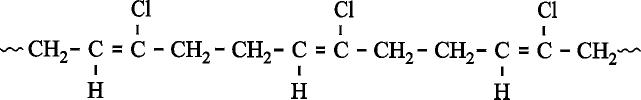 Cl Cl Cl
CH₂ - C = C - CH₂ - CH₂ - C = C - CH₂ - CH₂ - C = C - CH₂
H H H